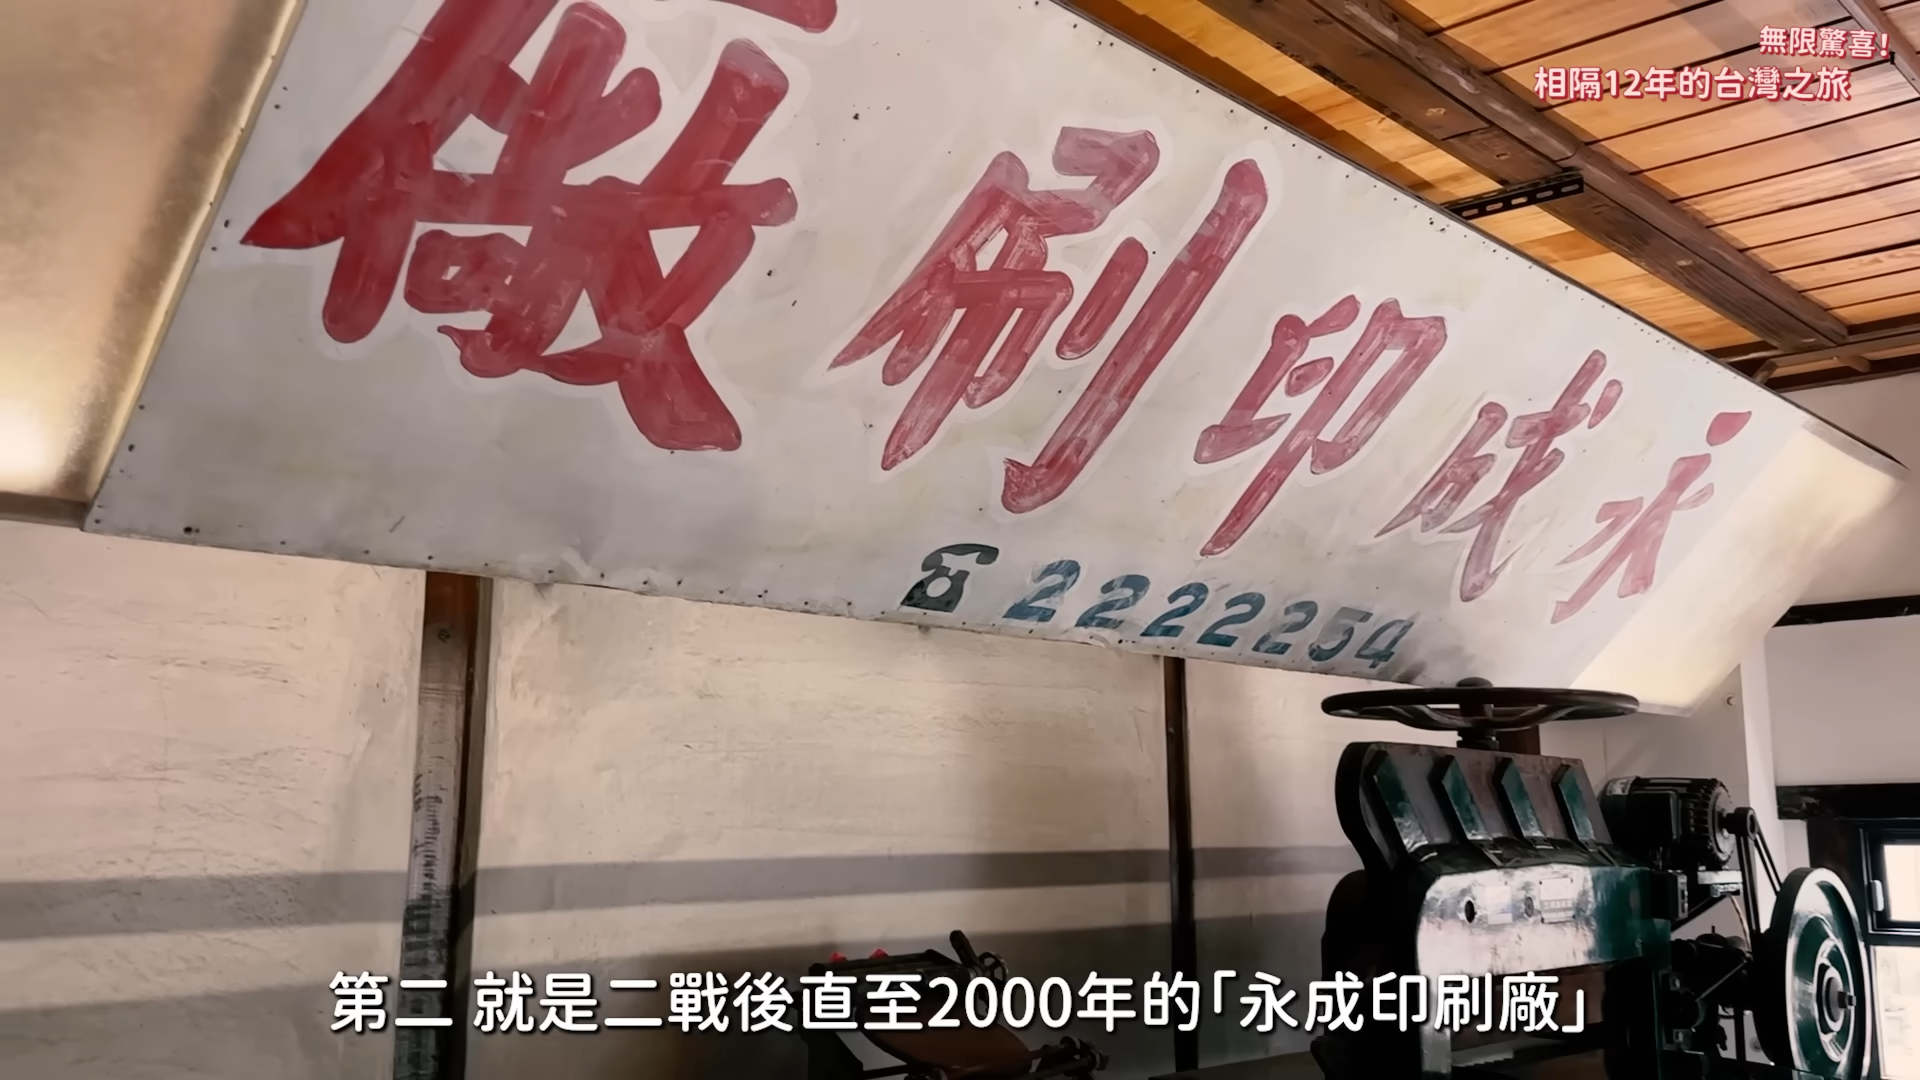 無限驚喜!
相隔12年的台灣之旅
永成印刷廠
☎ 2222254
第二 就是二戰後直至2000年的「永成印刷廠」